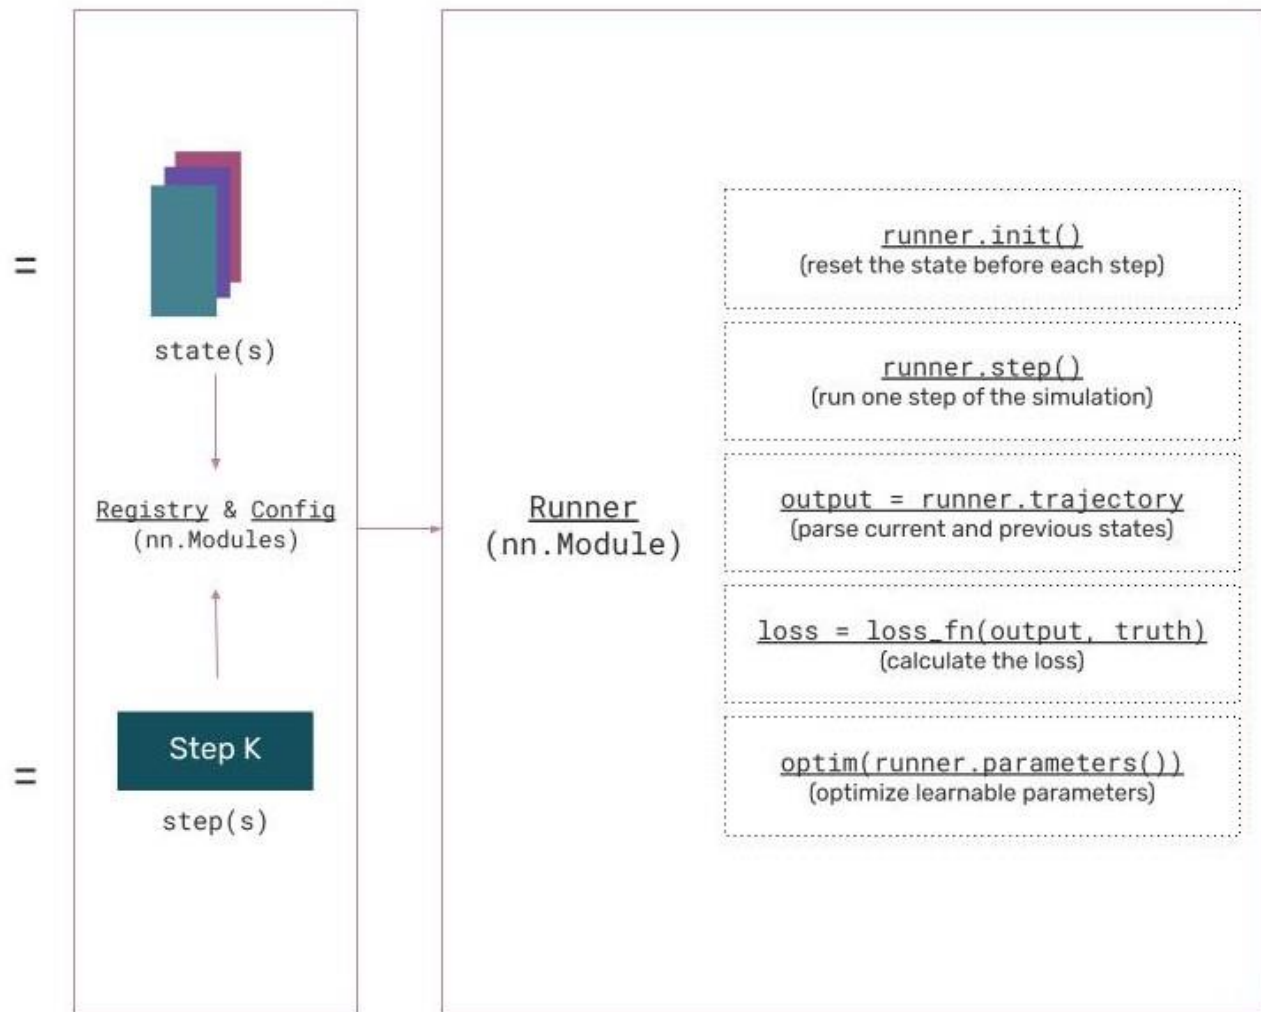 =
state(s)
Registry & Config
(nn.Modules)
Step K
=
step(s)
Runner
(nn.Module)
runner.init()
(reset the state before each step)
runner.step()
(run one step of the simulation)
output = runner.trajectory
(parse current and previous states)
loss = loss_fn(output, truth)
(calculate the loss)
optim(runner.parameters())
(optimize learnable parameters)